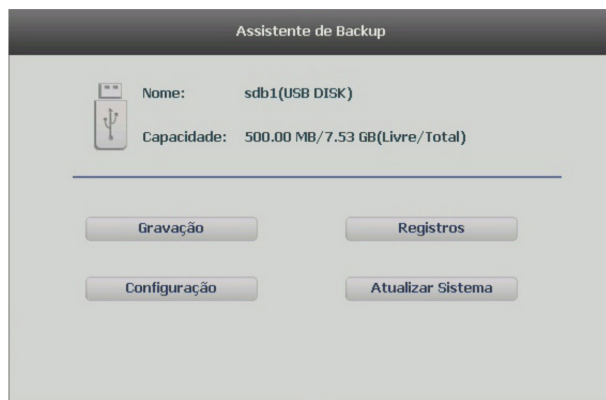 Assistente de Backup
Nome: sdb1(USB DISK)
Capacidade: 500.00 MB/7.53 GB(Livre/Total)
Gravação Registros
Configuração Atualizar Sistema